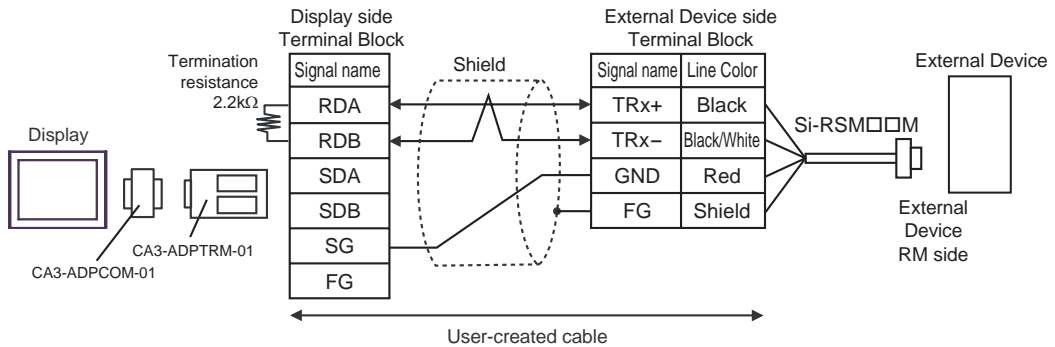 Display side
Terminal Block
External Device side
Terminal Block
Termination
resistance
2.2kΩ
Signal name
Shield
Signal name
Line Color
External Device
RDA
TRx+
Black
Si-RSM□□M
Display
RDB
TRx−
Black/White
SDA
GND
Red
SDB
FG
Shield
External
Device
RM side
CA3-ADPTRM-01
SG
CA3-ADPCOM-01
FG
User-created cable